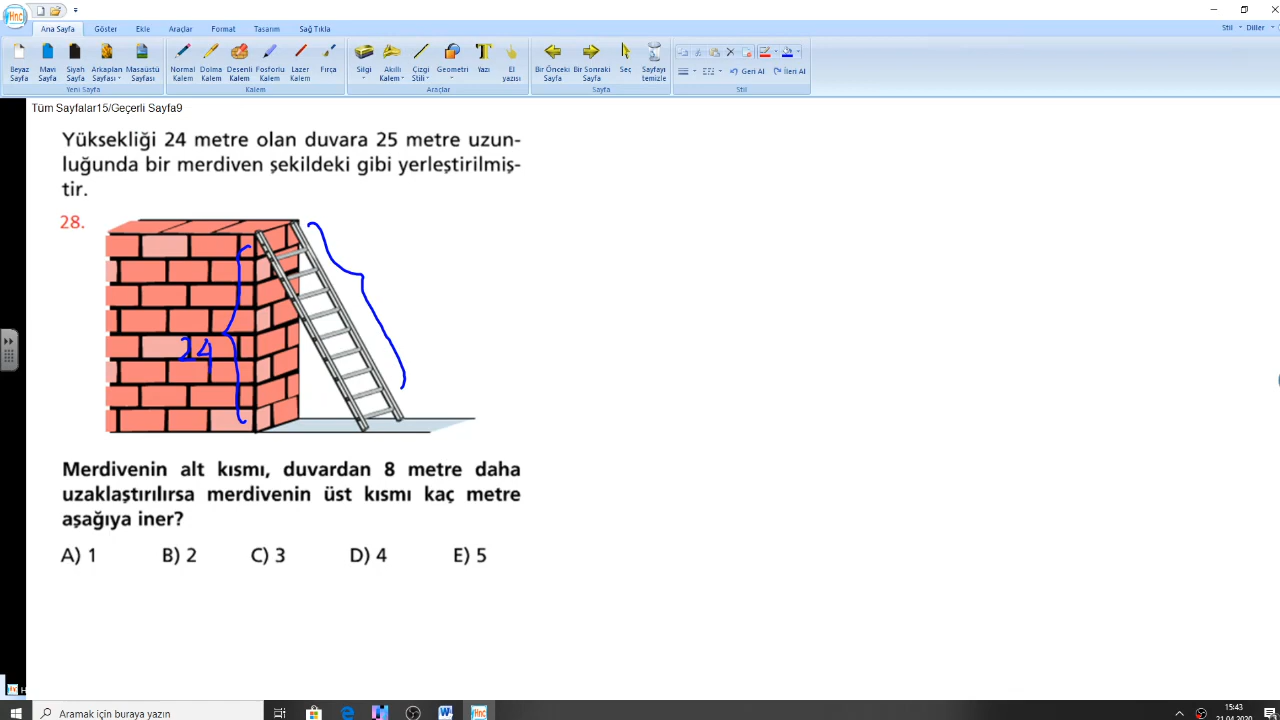 Hnc
Ana Sayfa Göster Ekle Araçlar Format Tasarım Sağ Tıkla
Stil Diller
Beyaz Sayfa Mavi Sayfa Siyah Sayfa Arkaplan Sayfası Masaüstü Sayfası
Normal Kalem Dolma Kalem Desenli Kalem Fosforlu Kalem Lazer Kalem Fırça
Silgi Akıllı Kalem Çizgi Stili Geometri Yazı El yazısı
Bir Önceki Sayfa Bir Sonraki Sayfa Seç Sayfayı temizle
Geri Al İleri Al
Yeni Sayfa Kalem Araçlar Sayfa Stil
Tüm Sayfalar15/Geçerli Sayfa9
Yüksekliği 24 metre olan duvara 25 metre uzun-
luğunda bir merdiven şekildeki gibi yerleştirilmiş-
tir.
28.
24
Merdivenin alt kısmı, duvardan 8 metre daha
uzaklaştırılırsa merdivenin üst kısmı kaç metre
aşağıya iner?
A) 1 B) 2 C) 3 D) 4 E) 5
Aramak için buraya yazın
15:43
21.04.2020